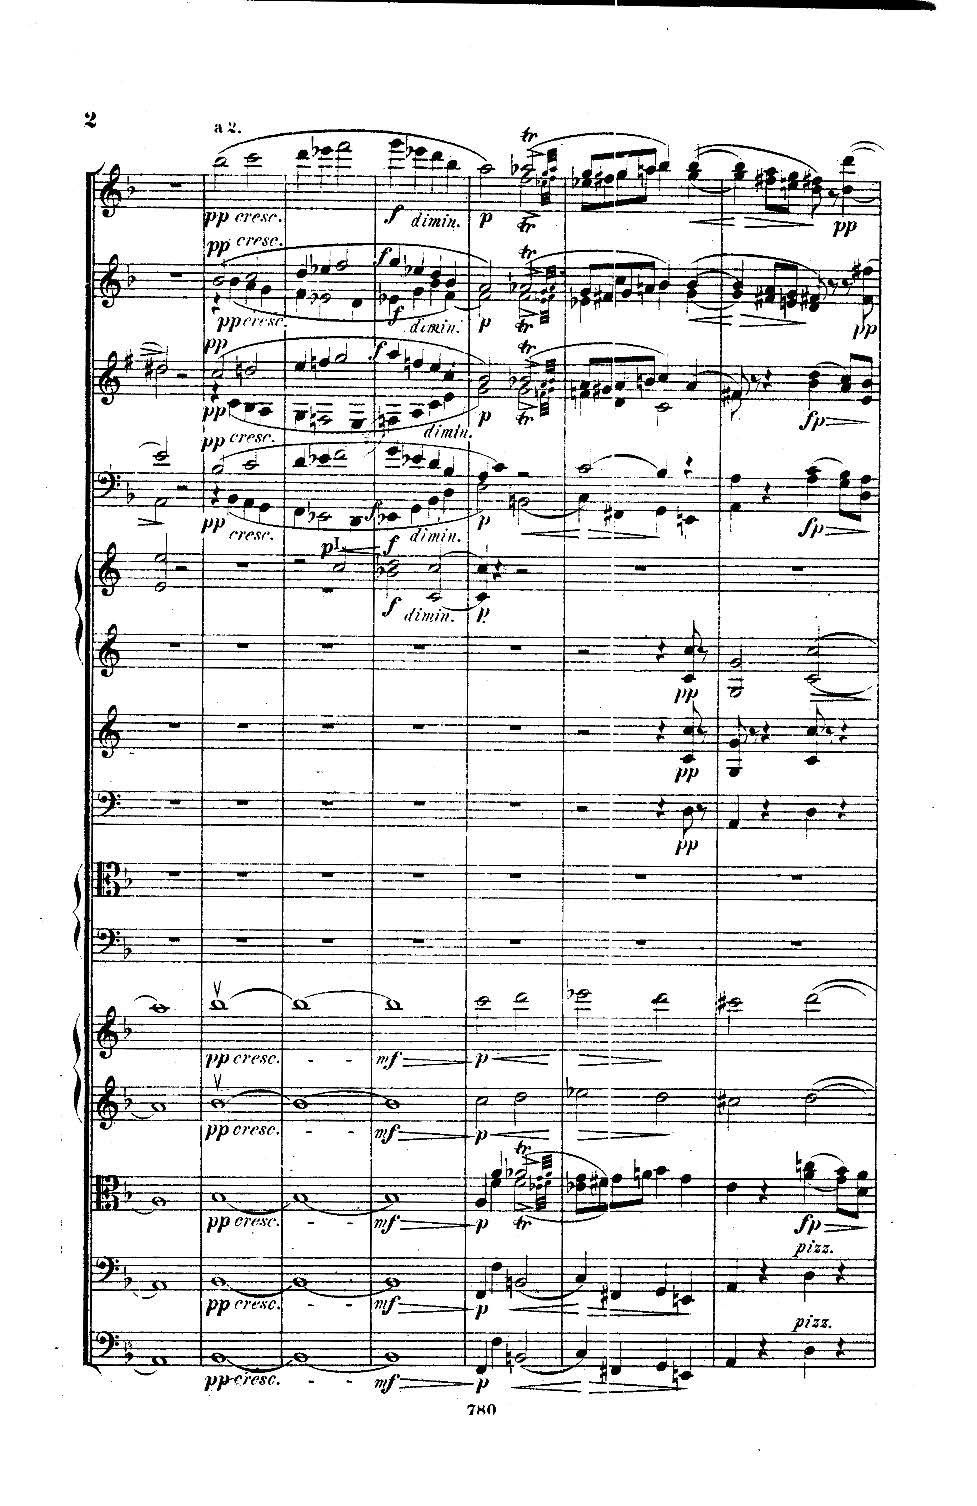 2
a 2.
tr
pp cresc. f dimin. p tr pp
pp cresc. f tr
pp cresc. f dimin. p tr pp
pp f tr
pp cresc. dimin. p tr fp
pp cresc. f dimin. p fp
pI. f
f dimin. p.
pp
pp
pp
pp cresc. - - mf p
pp cresc. - - mf p
tr
pp cresc. - - mf p tr fp
pizz.
pp cresc. - - mf p
pizz.
pp cresc. - - mf p
780